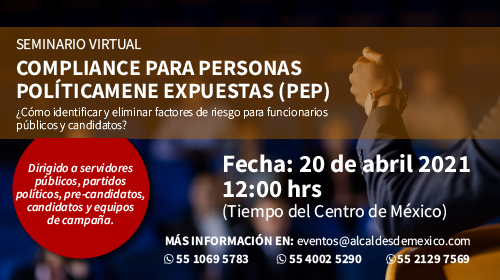 SEMINARIO VIRTUAL
COMPLIANCE PARA PERSONAS
POLÍTICAMENE EXPUESTAS (PEP)
¿Cómo identificar y eliminar factores de riesgo para funcionarios
públicos y candidatos?
Dirigido a servidores
públicos, partidos
políticos, pre-candidatos,
candidatos y equipos
de campaña.
Fecha: 20 de abril 2021
12:00 hrs
(Tiempo del Centro de México)
MÁS INFORMACIÓN EN: eventos@alcaldesdemexico.com
55 1069 5783 55 4002 5290 55 2129 7569